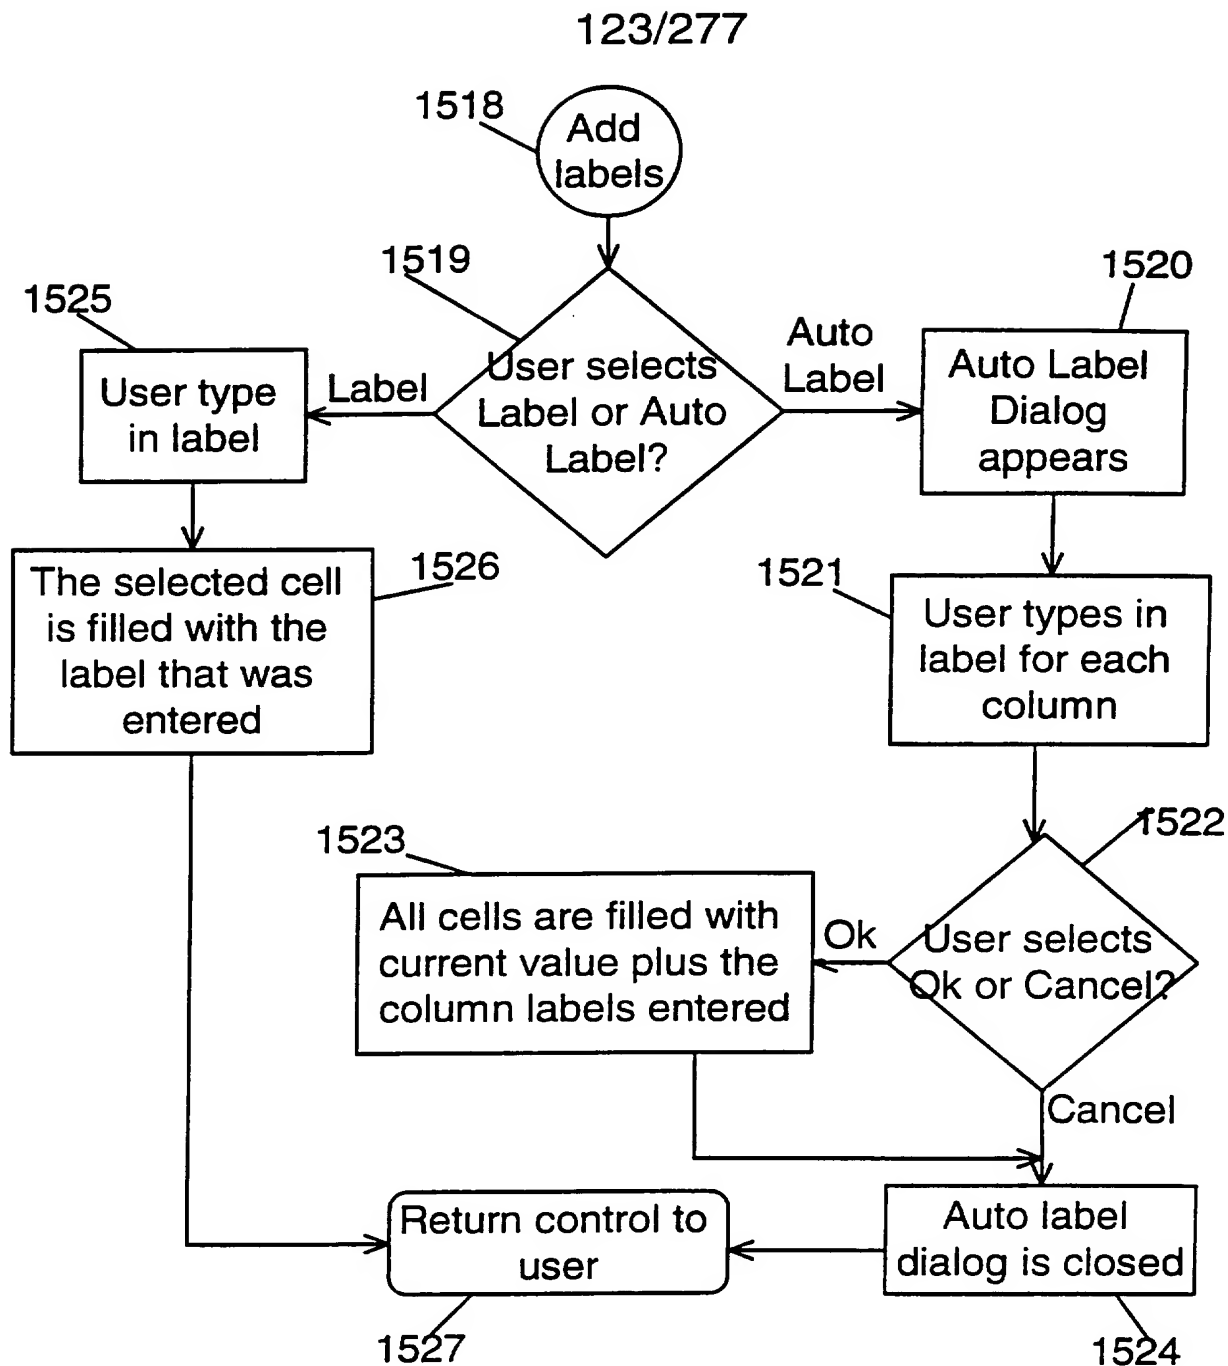 123/277
1518
Add
labels
1519
1520
1525
User type
in label
Label
User selects
Label or Auto
Label?
Auto
Label
Auto Label
Dialog
appears
1526
The selected cell
is filled with the
label that was
entered
1521
User types in
label for each
column
1522
1523
All cells are filled with
current value plus the
column labels entered
Ok
User selects
Ok or Cancel?
Cancel
Return control to
user
Auto label
dialog is closed
1527
1524